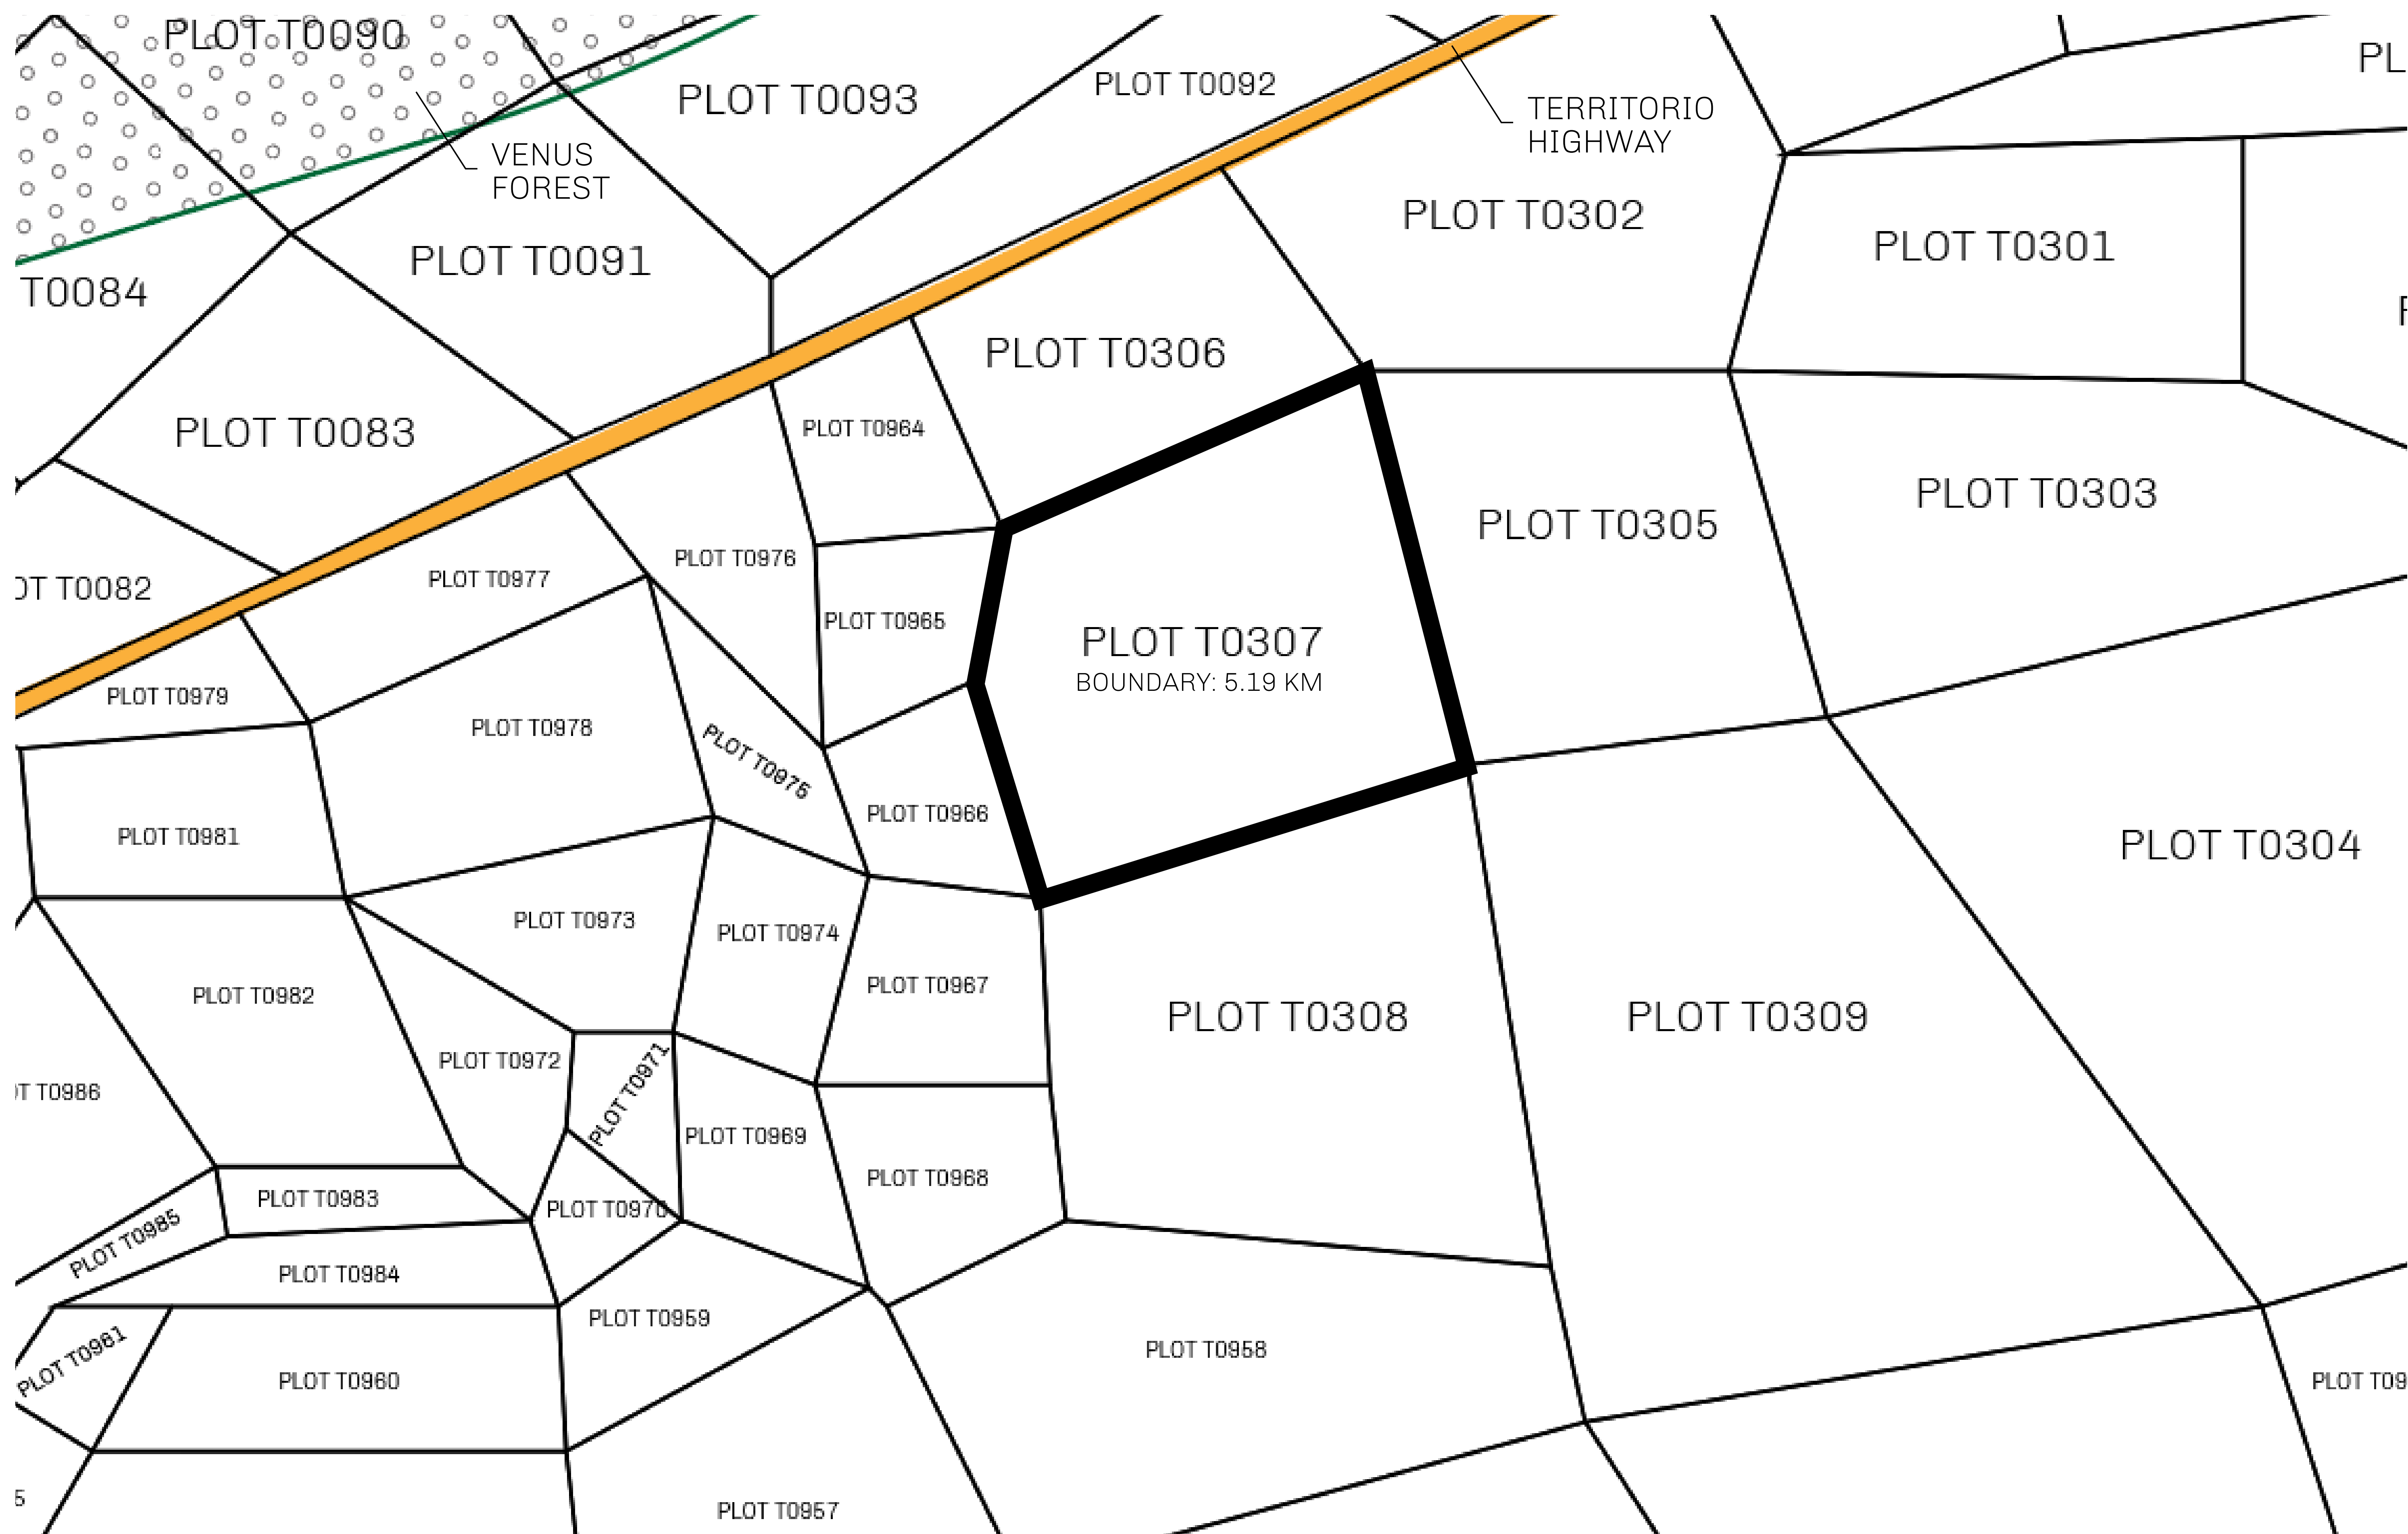 PLOT T0090
PLOT T0093
PLOT T0092
PL
TERRITORIO
HIGHWAY
VENUS
FOREST
PLOT T0302
PLOT T0301
PLOT T0091
T0084
PLOT T0306
PLOT T0083
PLOT T0964
PLOT T0303
PLOT T0305
PLOT T0976
PLOT T0977
OT T0082
PLOT T0965
PLOT T0307
BOUNDARY: 5.19 KM
PLOT T0979
PLOT T0978
PLOT T0975
PLOT T0966
PLOT T0981
PLOT T0304
PLOT T0973
PLOT T0974
PLOT T0967
PLOT T0982
PLOT T0308
PLOT T0309
PLOT T0972
PLOT T0971
OT T0986
PLOT T0969
PLOT T0968
PLOT T0983
PLOT T0970
PLOT T0985
PLOT T0984
PLOT T0959
PLOT T0958
PLOT T0961
PLOT T0960
PLOT T09
5
PLOT T0957